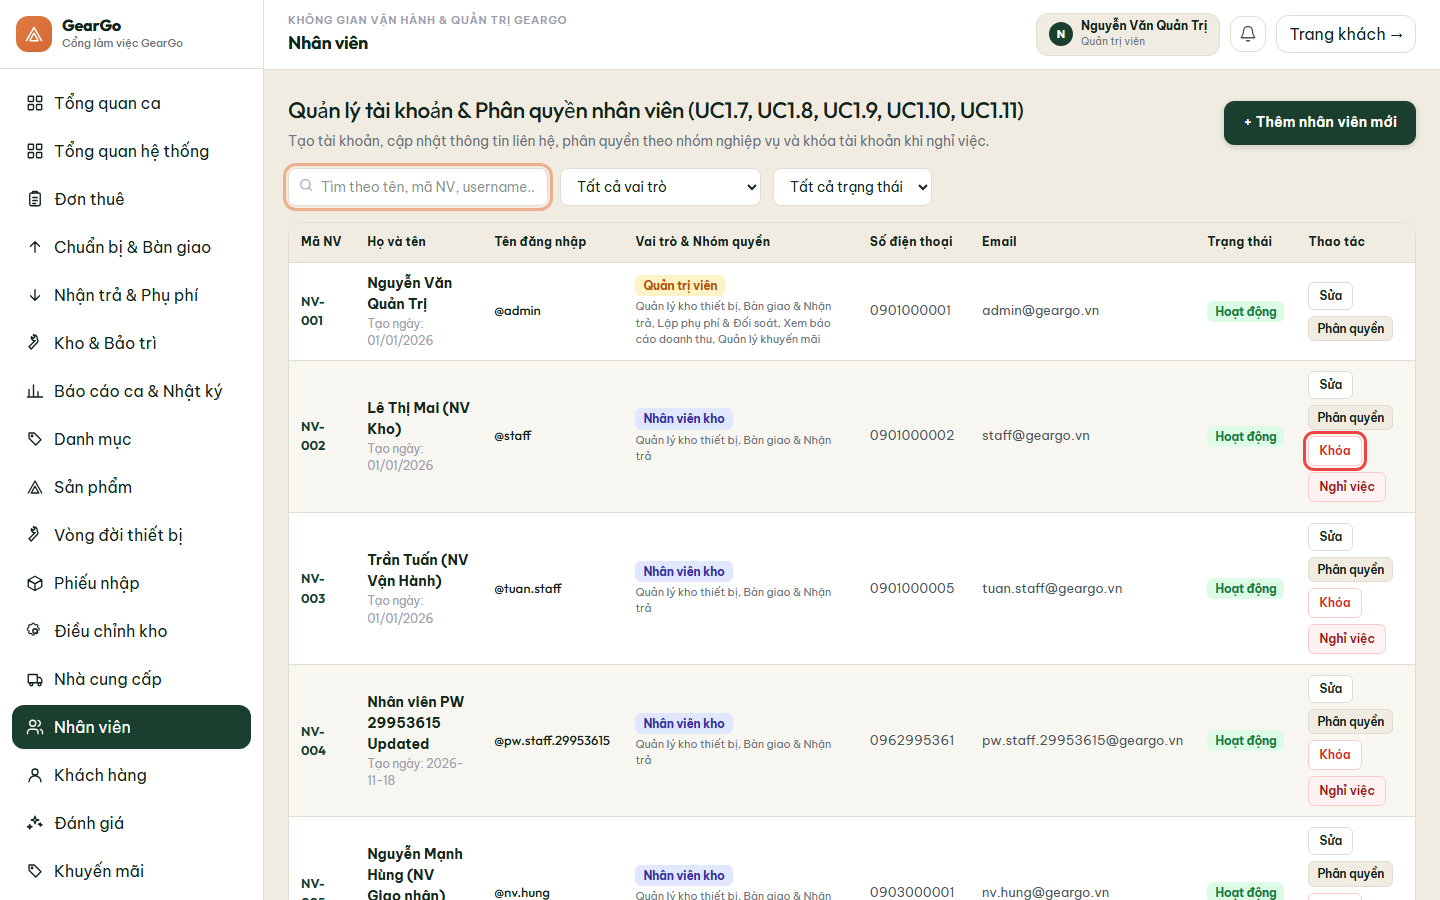 GearGo
Cổng làm việc GearGo
Tổng quan ca
Tổng quan hệ thống
Đơn thuê
Chuẩn bị & Bàn giao
Nhận trả & Phụ phí
Kho & Bảo trì
Báo cáo ca & Nhật ký
Danh mục
Sản phẩm
Vòng đời thiết bị
Phiếu nhập
Điều chỉnh kho
Nhà cung cấp
Nhân viên
Khách hàng
Đánh giá
Khuyến mãi
KHÔNG GIAN VẬN HÀNH & QUẢN TRỊ GEARGO
Nhân viên
N
Nguyễn Văn Quản Trị
Quản trị viên
Trang khách →
Quản lý tài khoản & Phân quyền nhân viên (UC1.7, UC1.8, UC1.9, UC1.10, UC1.11)
Tạo tài khoản, cập nhật thông tin liên hệ, phân quyền theo nhóm nghiệp vụ và khóa tài khoản khi nghỉ việc.
+ Thêm nhân viên mới
Tìm theo tên, mã NV, username..
Tất cả vai trò
Tất cả trạng thái
Mã NV Họ và tên Tên đăng nhập Vai trò & Nhóm quyền Số điện thoại Email Trạng thái Thao tác
NV-
001
Nguyễn Văn
Quản Trị
Tạo ngày:
01/01/2026
@admin
Quản trị viên
Quản lý kho thiết bị, Bàn giao & Nhận
trả, Lập phụ phí & Đối soát, Xem báo
cáo doanh thu, Quản lý khuyến mãi
0901000001
admin@geargo.vn
Hoạt động
Sửa
Phân quyền
NV-
002
Lê Thị Mai (NV
Kho)
Tạo ngày:
01/01/2026
@staff
Nhân viên kho
Quản lý kho thiết bị, Bàn giao & Nhận
trả
0901000002
staff@geargo.vn
Hoạt động
Sửa
Phân quyền
Khóa
Nghỉ việc
NV-
003
Trần Tuấn (NV
Vận Hành)
Tạo ngày:
01/01/2026
@tuan.staff
Nhân viên kho
Quản lý kho thiết bị, Bàn giao & Nhận
trả
0901000005
tuan.staff@geargo.vn
Hoạt động
Sửa
Phân quyền
Khóa
Nghỉ việc
NV-
004
Nhân viên PW
29953615
Updated
Tạo ngày: 2026-
11-18
@pw.staff.29953615
Nhân viên kho
Quản lý kho thiết bị, Bàn giao & Nhận
trả
0962995361
pw.staff.29953615@geargo.vn
Hoạt động
Sửa
Phân quyền
Khóa
Nghỉ việc
NV-
Nguyễn Mạnh
Hùng (NV
Giao nhận)
@nv.hung
Nhân viên kho
Quản lý kho thiết bị, Bàn giao & Nhận
0903000001
nv.hung@geargo.vn
Hoạt động
Sửa
Phân quyền